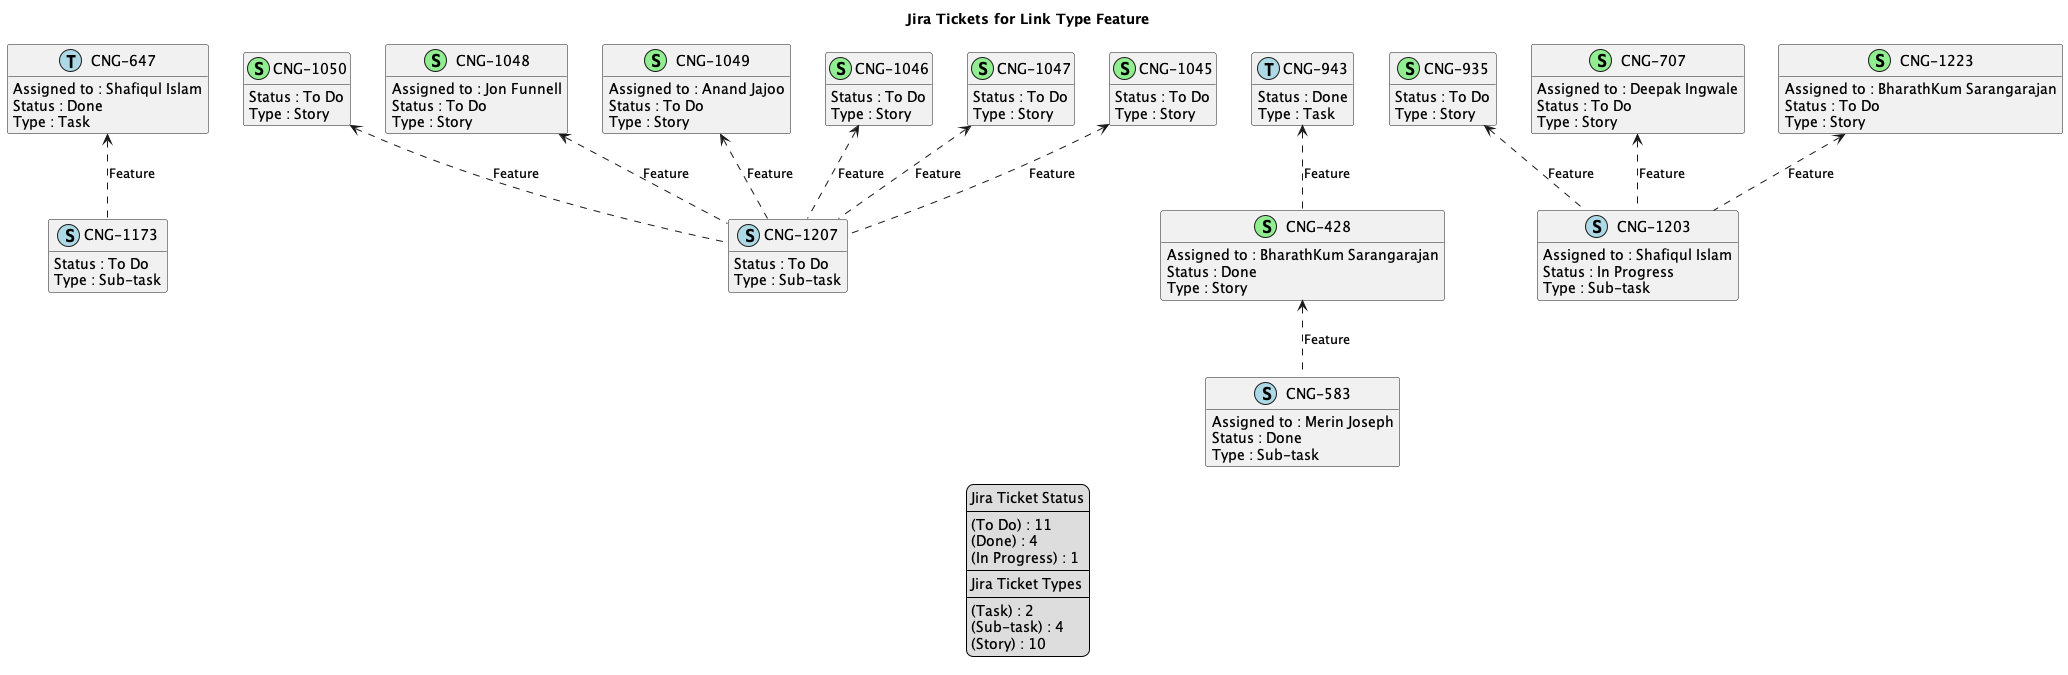 Jira Tickets for Link Type Feature
T CNG-647
Assigned to : Shafiqul Islam
Status : Done
Type : Task
S CNG-1050
Status : To Do
Type : Story
S CNG-1048
Assigned to : Jon Funnell
Status : To Do
Type : Story
S CNG-1049
Assigned to : Anand Jajoo
Status : To Do
Type : Story
S CNG-1046
Status : To Do
Type : Story
S CNG-1047
Status : To Do
Type : Story
S CNG-1045
Status : To Do
Type : Story
T CNG-943
Status : Done
Type : Task
S CNG-935
Status : To Do
Type : Story
S CNG-707
Assigned to : Deepak Ingwale
Status : To Do
Type : Story
S CNG-1223
Assigned to : BharathKum Sarangarajan
Status : To Do
Type : Story
Feature
Feature
Feature
Feature
Feature
Feature
Feature
Feature
Feature
Feature
Feature
S CNG-1173
Status : To Do
Type : Sub-task
S CNG-1207
Status : To Do
Type : Sub-task
S CNG-428
Assigned to : BharathKum Sarangarajan
Status : Done
Type : Story
S CNG-1203
Assigned to : Shafiqul Islam
Status : In Progress
Type : Sub-task
Feature
S CNG-583
Assigned to : Merin Joseph
Status : Done
Type : Sub-task
Jira Ticket Status
(To Do) : 11
(Done) : 4
(In Progress) : 1
Jira Ticket Types
(Task) : 2
(Sub-task) : 4
(Story) : 10